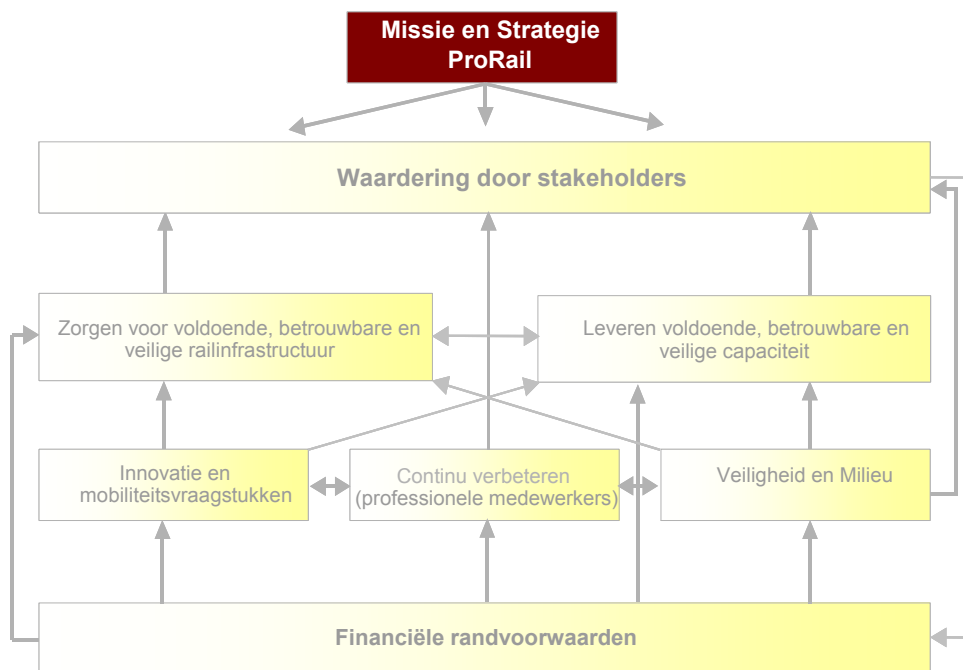 Missie en Strategie
ProRail
Waardering door stakeholders
Zorgen voor voldoende, betrouwbare en
veilige railinfrastructuur
Leveren voldoende, betrouwbare en
veilige capaciteit
Innovatie en
mobiliteitsvraagstukken
Continu verbeteren
(professionele medewerkers)
Veiligheid en Milieu
Financiële randvoorwaarden